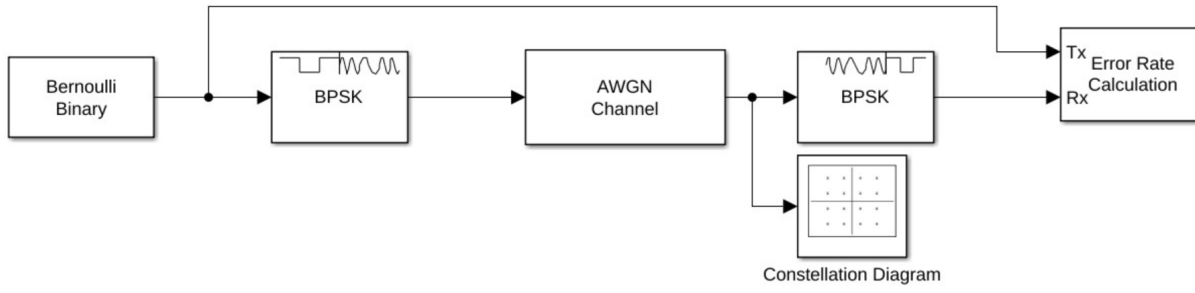 Bernoulli
Binary
BPSK
AWGN
Channel
BPSK
Tx
Rx
Error Rate
Calculation
Constellation Diagram